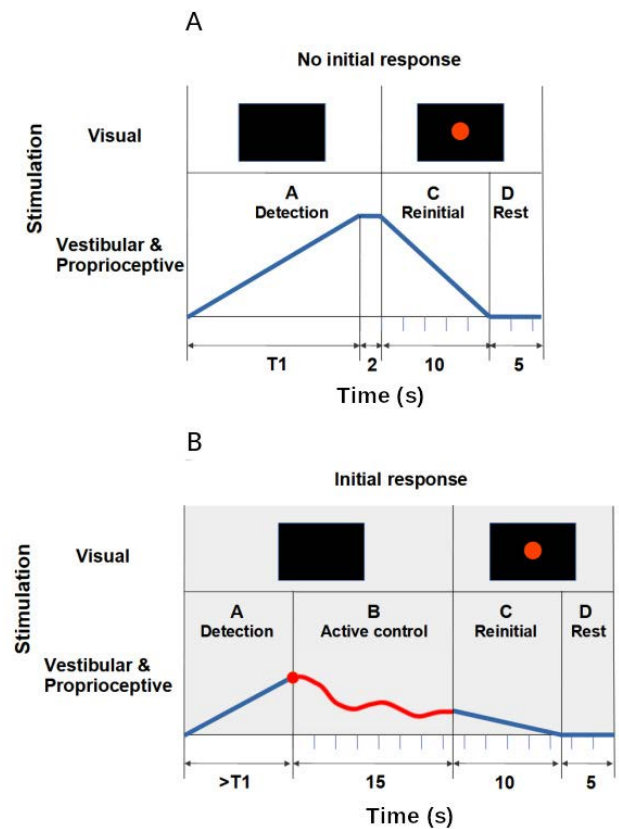 A
No initial response
Stimulation
Visual
Vestibular &
Proprioceptive
A
Detection
C
Reinitial
D
Rest
T1
2
10
5
Time (s)
B
Initial response
Stimulation
Visual
Vestibular &
Proprioceptive
A
Detection
B
Active control
C
Reinitial
D
Rest
>T1
15
10
5
Time (s)